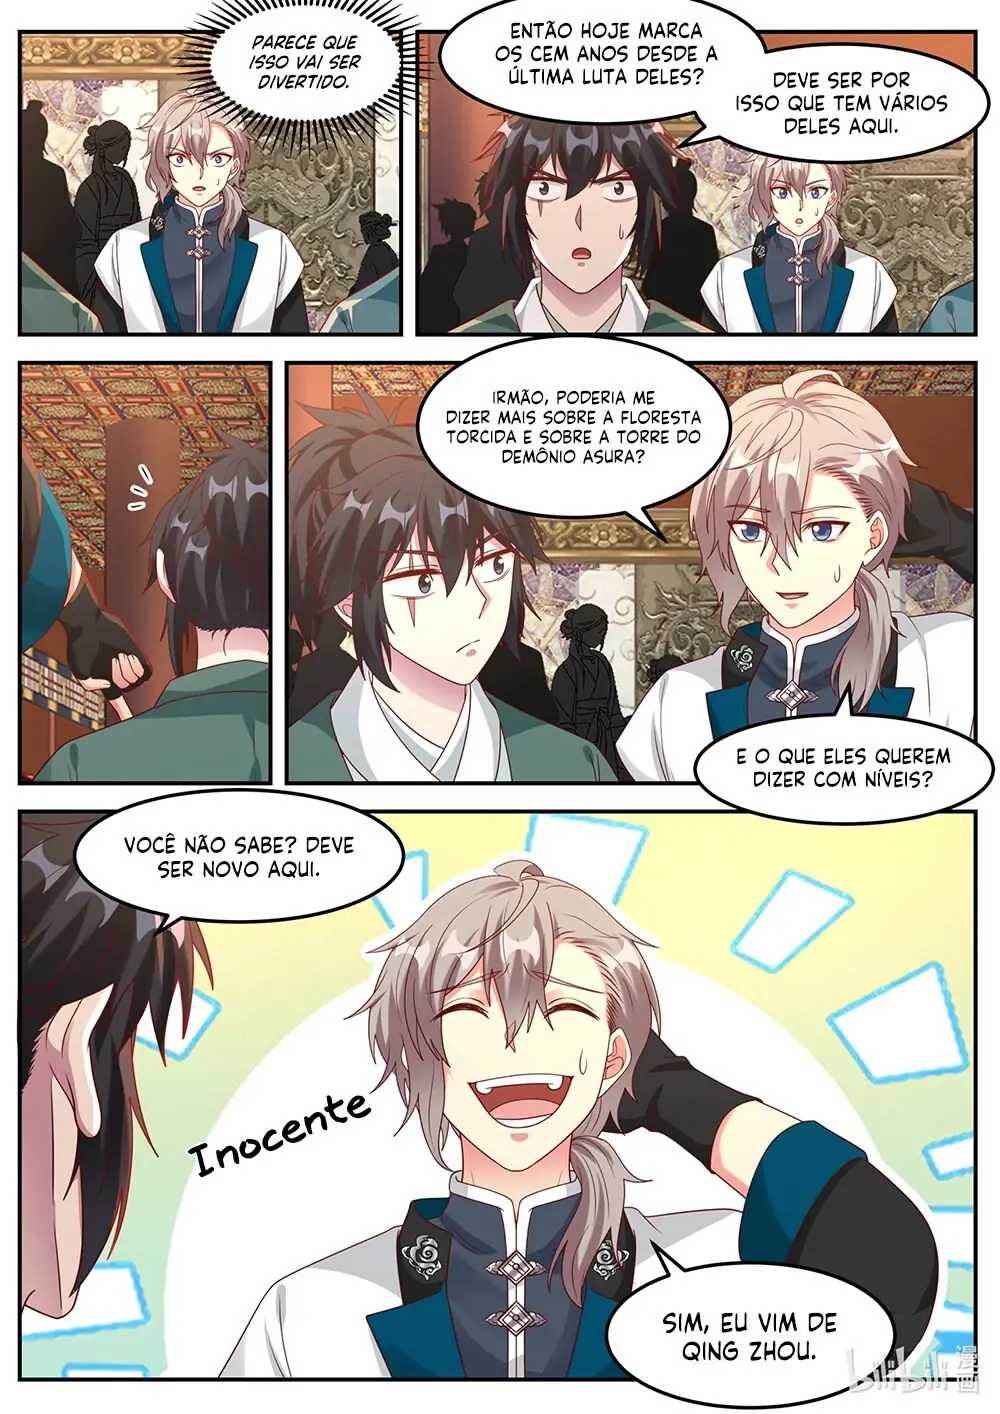 PARECE QUE
ISSO VAI SER
DIVERTIDO.
ENTÃO HOJE MARCA
OS CEM ANOS DESDE A
ÚLTIMA LUTA DELES?
DEVE SER POR
ISSO QUE TEM VÁRIOS
DELES AQUI.
IRMÃO, PODERIA ME
DIZER MAIS SOBRE A FLORESTA
TORCIDA E SOBRE A TORRE DO
DEMÔNIO ASURA?
E O QUE ELES QUEREM
DIZER COM NÍVEIS?
VOCÊ NÃO SABE? DEVE
SER NOVO AQUI.
INOCENTE
SIM, EU VIM DE
QING ZHOU.
bilibili 漫画